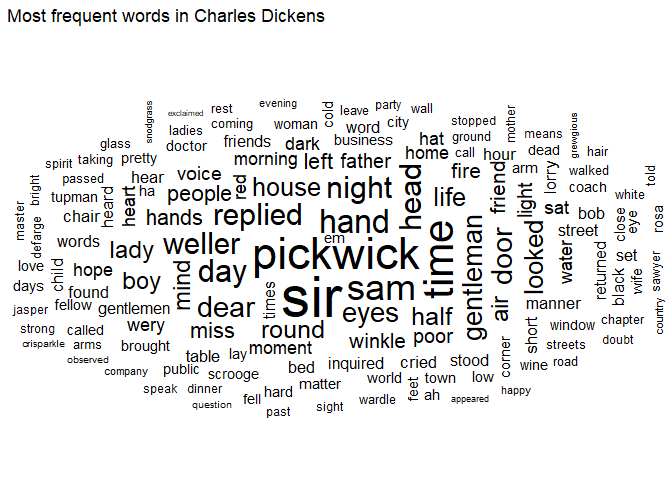 Most frequent words in Charles Dickens
snodgrass exclaimed rest evening cold leave party wall
glass ladies coming woman word city stopped mother means grewgious
doctor friends dark business hat ground
spirit taking pretty morning left father home call hour dead hair
bright passed hear voice red house night head fire arm lorry walked told
master tupman heard heart ha people life friend light coach white
defarge chair hands replied hand sat bob close eye rosa
words lady weller em pickwick time gentleman door looked water street
love child hope boy mind day sir sam air returned black set wife sawyer
days found times eyes
jasper fellow gentlemen dear half manner country
strong called wery miss round winkle poor short window chapter
crisparkle arms brought moment corner streets doubt
observed table lay inquired cried stood wine road
company public scrooge bed world town low
speak dinner hard matter feet ah appeared happy
question fell past sight wardle